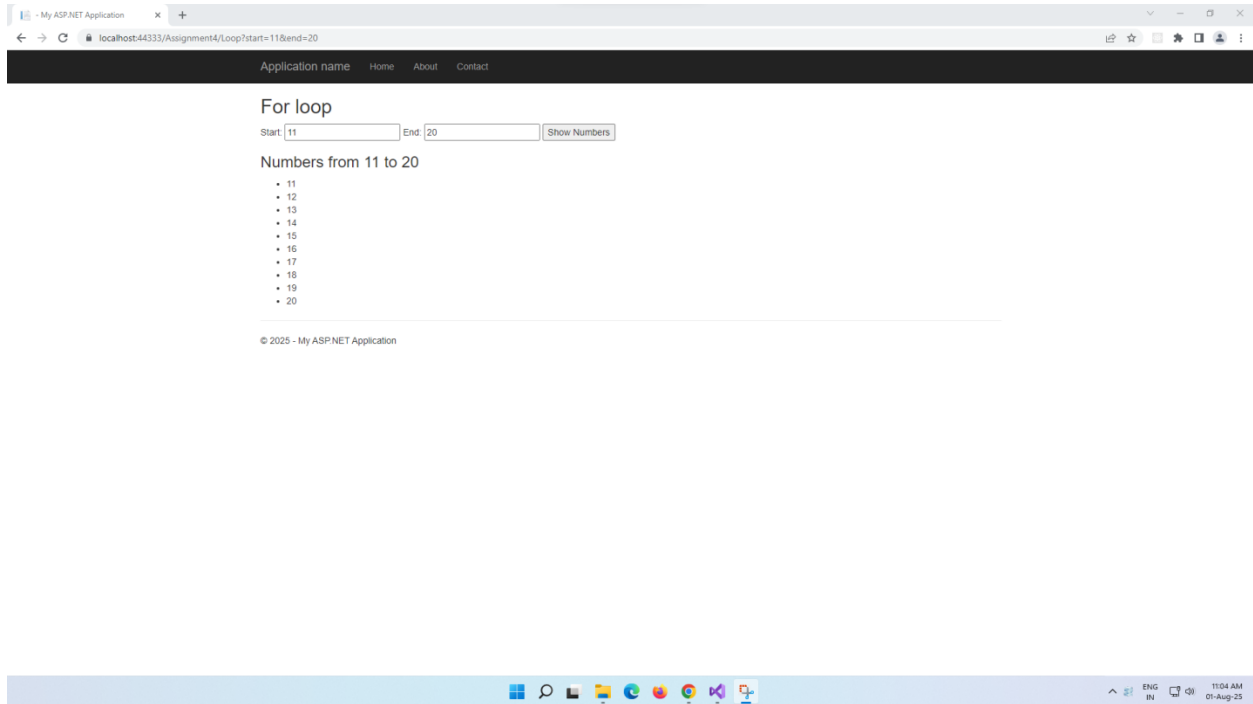 - My ASP.NET Application
localhost:44333/Assignment4/Loop?start=11&end=20
Application name Home About Contact
For loop
Start: 11 End: 20 Show Numbers
Numbers from 11 to 20
• 11
• 12
• 13
• 14
• 15
• 16
• 17
• 18
• 19
• 20
© 2025 - My ASP.NET Application
ENG 11:04 AM
IN 01-Aug-25